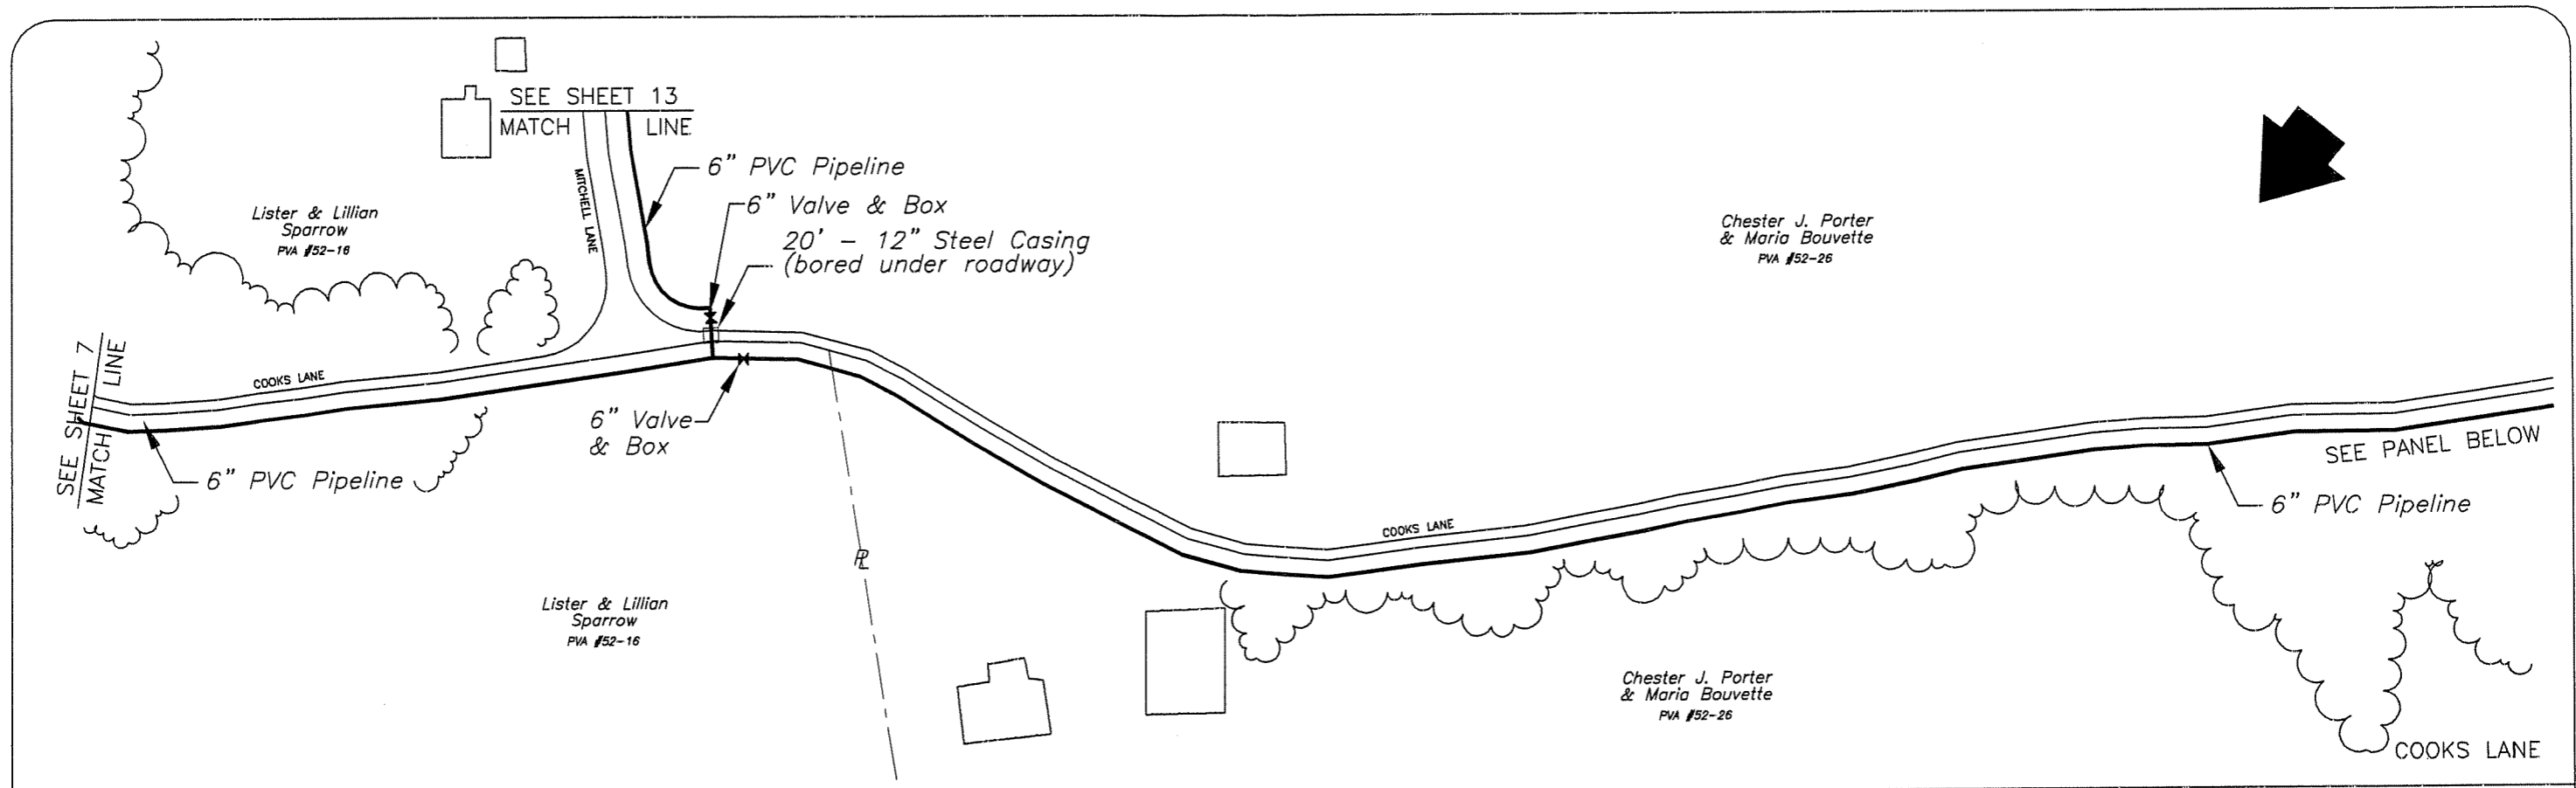 SEE SHEET 13
MATCH LINE
6" PVC Pipeline
6" Valve & Box
20' - 12" Steel Casing
(bored under roadway)
MITCHELL LANE
Lister & Lillian
Sparrow
PVA #52-16
Chester J. Porter
& Maria Bouvette
PVA #52-26
SEE SHEET 7
MATCH LINE
COOKS LANE
6" Valve
& Box
6" PVC Pipeline
PL
COOKS LANE
SEE PANEL BELOW
6" PVC Pipeline
Lister & Lillian
Sparrow
PVA #52-16
Chester J. Porter
& Maria Bouvette
PVA #52-26
COOKS LANE